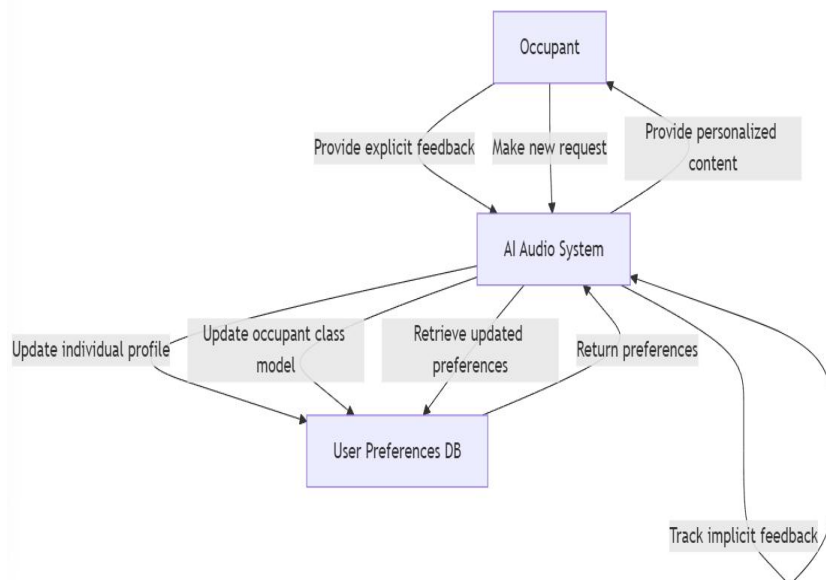 Occupant
Provide explicit feedback
Make new request
Provide personalized
content
AI Audio System
Update individual profile
Update occupant class
model
Retrieve updated
preferences
Return preferences
User Preferences DB
Track implicit feedback